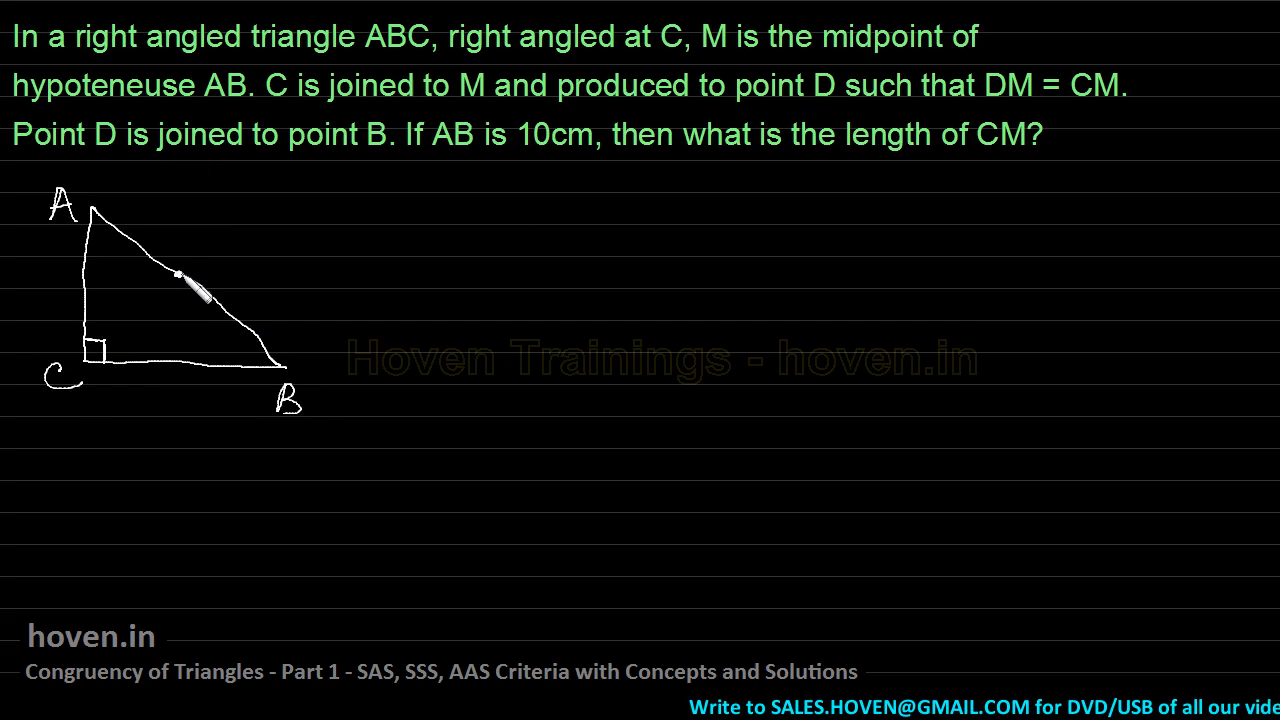 In a right angled triangle ABC, right angled at C, M is the midpoint of
hypoteneuse AB. C is joined to M and produced to point D such that DM = CM.
Point D is joined to point B. If AB is 10cm, then what is the length of CM?
A
C
B
Hoven Trainings - hoven.in
hoven.in
Congruency of Triangles - Part 1 - SAS, SSS, AAS Criteria with Concepts and Solutions
Write to SALES.HOVEN@GMAIL.COM for DVD/USB of all our vide